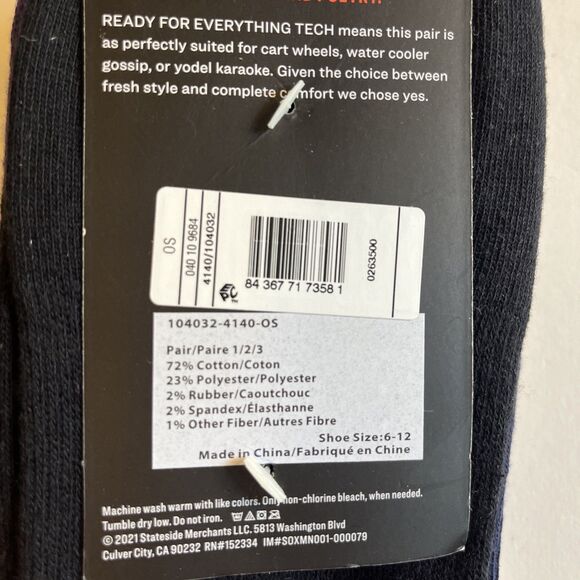 READY FOR EVERYTHING TECH means this pair is
as perfectly suited for cart wheels, water cooler
gossip, or yodel karaoke. Given the choice between
fresh style and complete comfort we chose yes.
OS
040 10 9684
4140/104032
84 367 71 7358 1
0263500
104032-4140-OS
Pair/Paire 1/2/3
72% Cotton/Coton
23% Polyester/Polyester
2% Rubber/Caoutchouc
2% Spandex/Élasthanne
1% Other Fiber/Autres Fibre
Shoe Size:6-12
Made in China/Fabriqué en Chine
Machine wash warm with like colors. Only non-chlorine bleach, when needed.
Tumble dry low. Do not iron.
© 2021 Stateside Merchants LLC. 5813 Washington Blvd
Culver City, CA 90232 RN#152334 IM#SOXMN001-000079